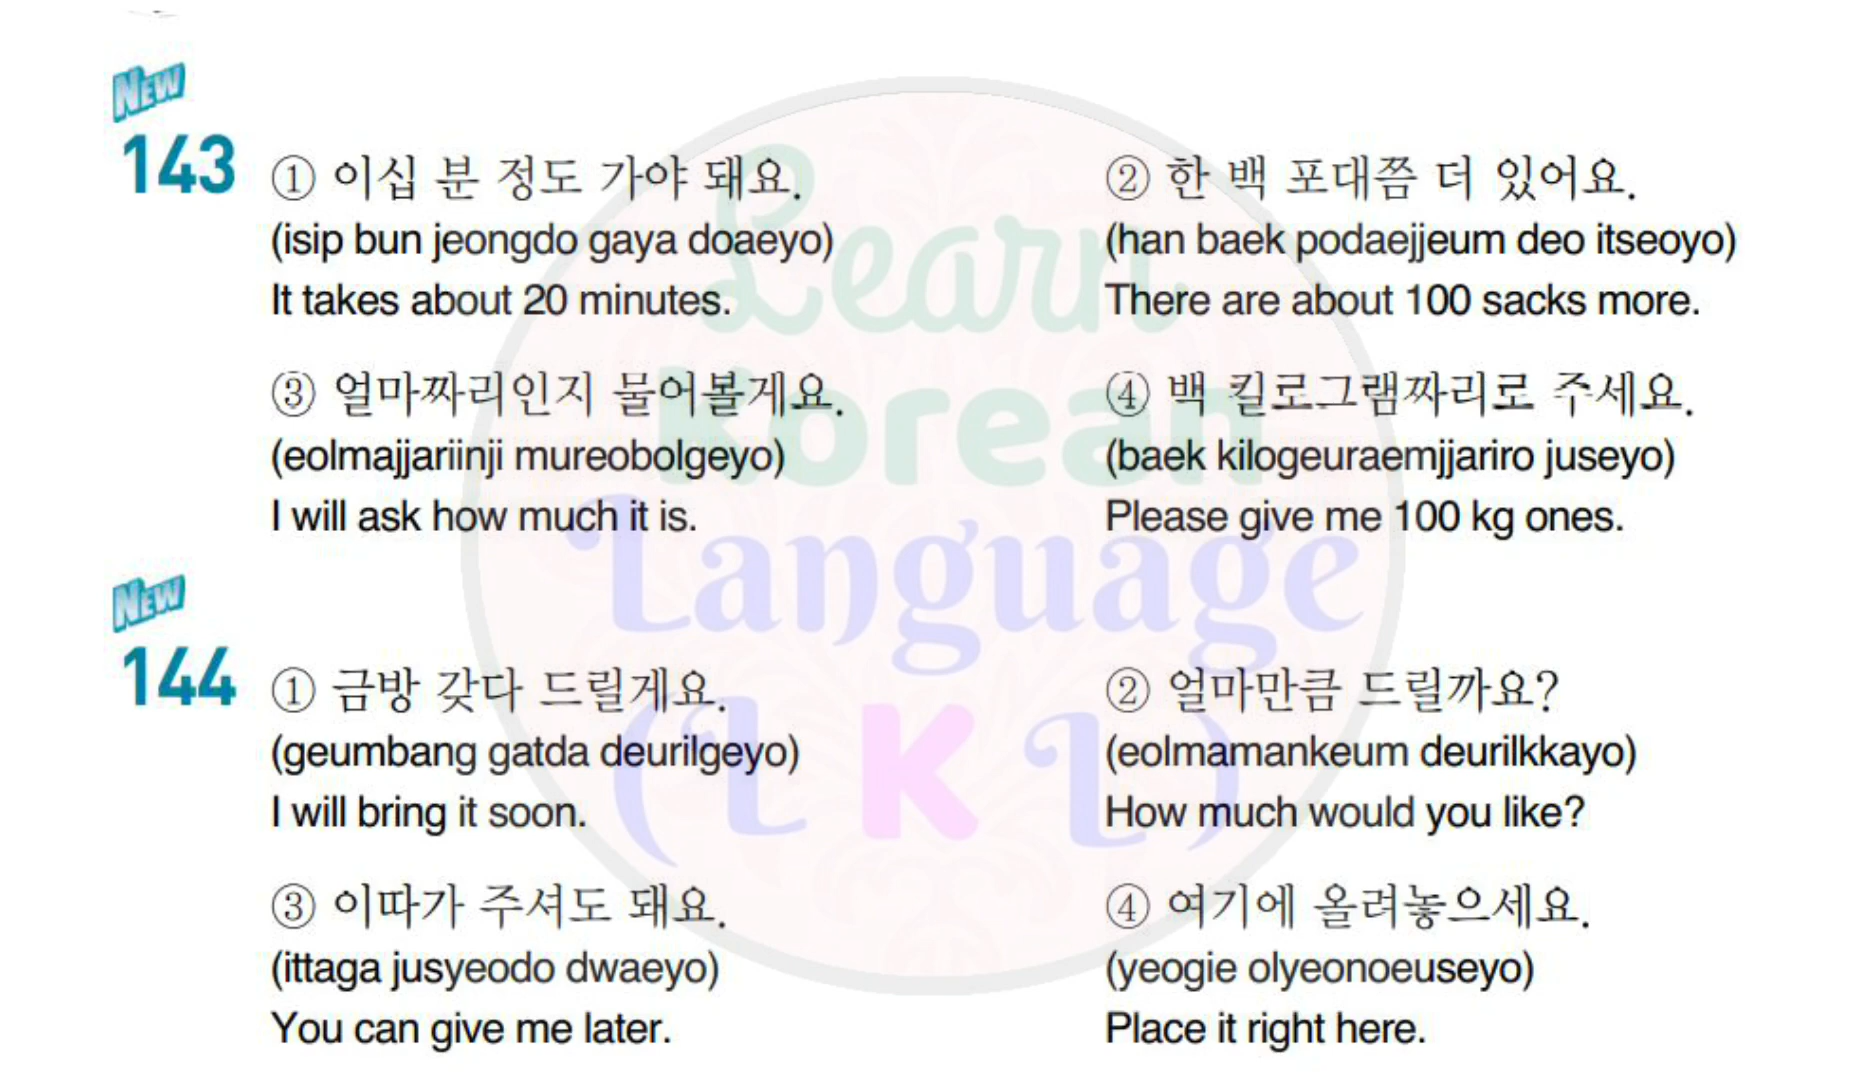 NEW
143
① 이십 분 정도 가야 돼요.
(isip bun jeongdo gaya doaeyo)
It takes about 20 minutes.
② 한 백 포대쯤 더 있어요.
(han baek podaejjeum deo itseoyo)
There are about 100 sacks more.
③ 얼마짜리인지 물어볼게요.
(eolmajjariinji mureobolgeyo)
I will ask how much it is.
④ 백 킬로그램짜리로 주세요.
(baek kilogeuraemjjariro juseyo)
Please give me 100 kg ones.
NEW
144
① 금방 갖다 드릴게요.
(geumbang gatda deurilgeyo)
I will bring it soon.
② 얼마만큼 드릴까요?
(eolmamankeum deurilkkayo)
How much would you like?
③ 이따가 주셔도 돼요.
(ittaga jusyeodo dwaeyo)
You can give me later.
④ 여기에 올려놓으세요.
(yeogie olyeonoeuseyo)
Place it right here.
Learn
Korean
Language
(L K L)